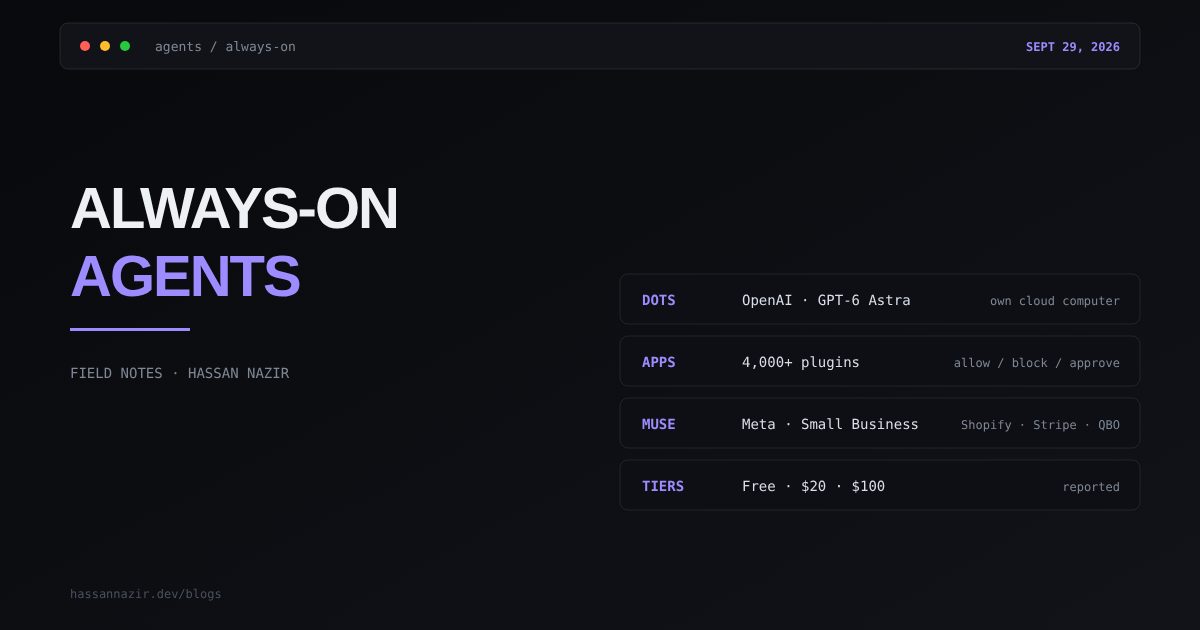 agents / always-on
SEPT 29, 2026
ALWAYS-ON
AGENTS
FIELD NOTES · HASSAN NAZIR
DOTS OpenAI · GPT-6 Astra own cloud computer
APPS 4,000+ plugins allow / block / approve
MUSE Meta · Small Business Shopify · Stripe · QBO
TIERS Free · $20 · $100 reported
hassannazir.dev/blogs